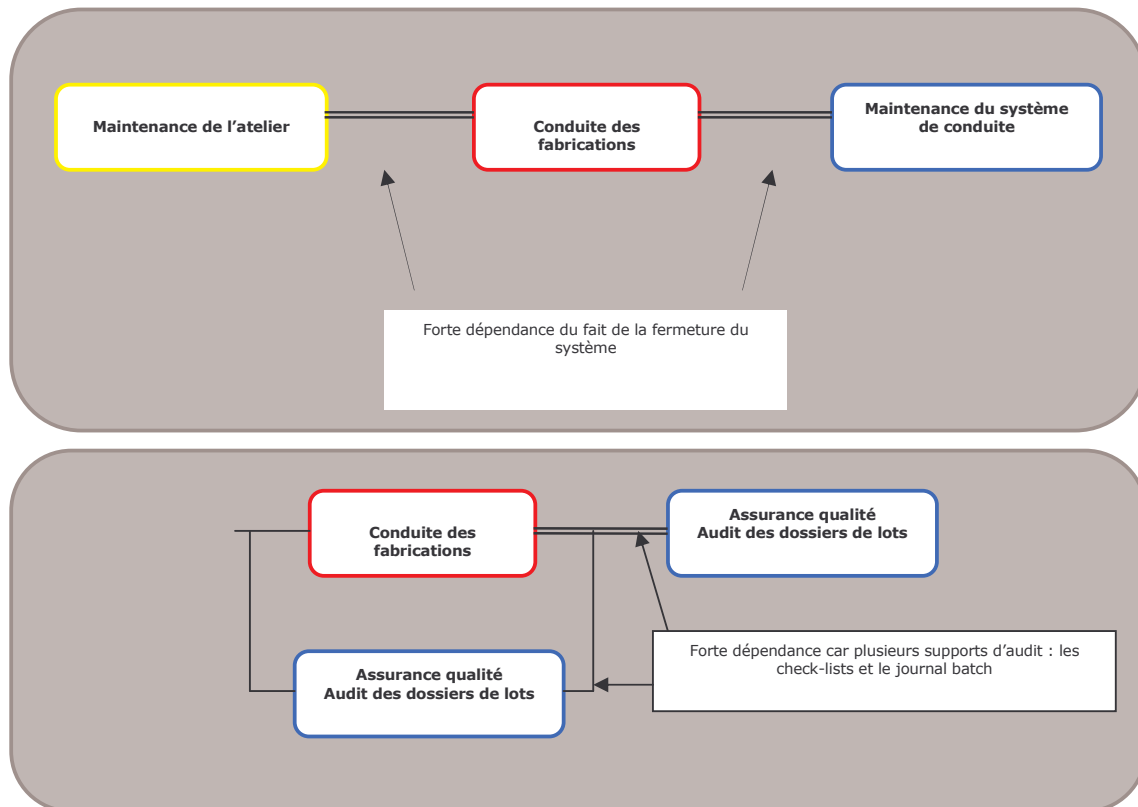 Maintenance de l'atelier
Conduite des
fabrications
Maintenance du système
de conduite
Forte dépendance du fait de la fermeture du
système
Conduite des
fabrications
Assurance qualité
Audit des dossiers de lots
Assurance qualité
Audit des dossiers de lots
Forte dépendance car plusieurs supports d'audit : les
check-lists et le journal batch